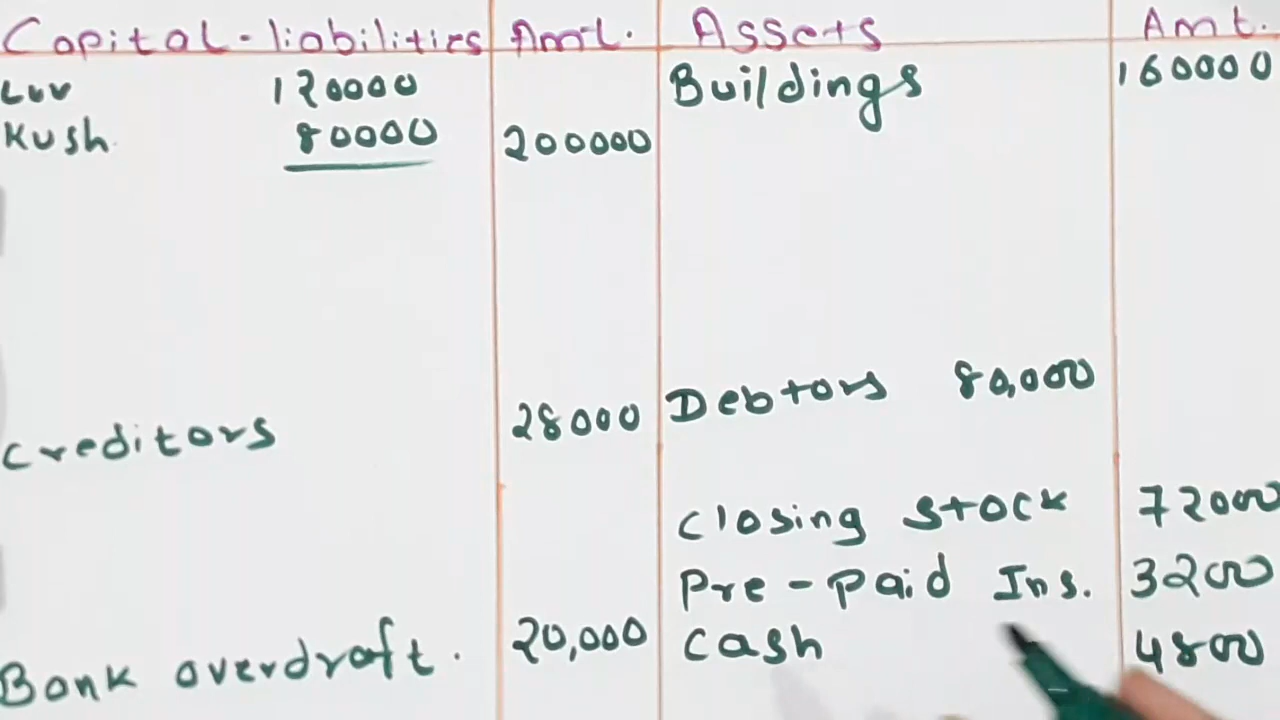 Capital-liabilities Amt. Assets Amt.
Luv 120000 Buildings 160000
Kush 80000 200000
Creditors 28000 Debtors 80,000
Closing Stock 72000
Pre-paid Ins. 3200
Bank overdraft. 20,000 Cash 4800